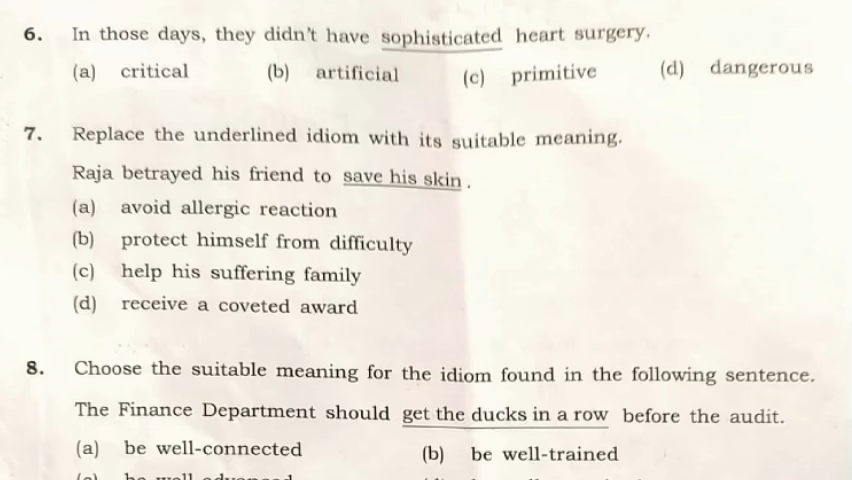 6. In those days, they didn't have sophisticated heart surgery.
(a) critical (b) artificial (c) primitive (d) dangerous
7. Replace the underlined idiom with its suitable meaning.
Raja betrayed his friend to save his skin.
(a) avoid allergic reaction
(b) protect himself from difficulty
(c) help his suffering family
(d) receive a coveted award
8. Choose the suitable meaning for the idiom found in the following sentence.
The Finance Department should get the ducks in a row before the audit.
(a) be well-connected (b) be well-trained